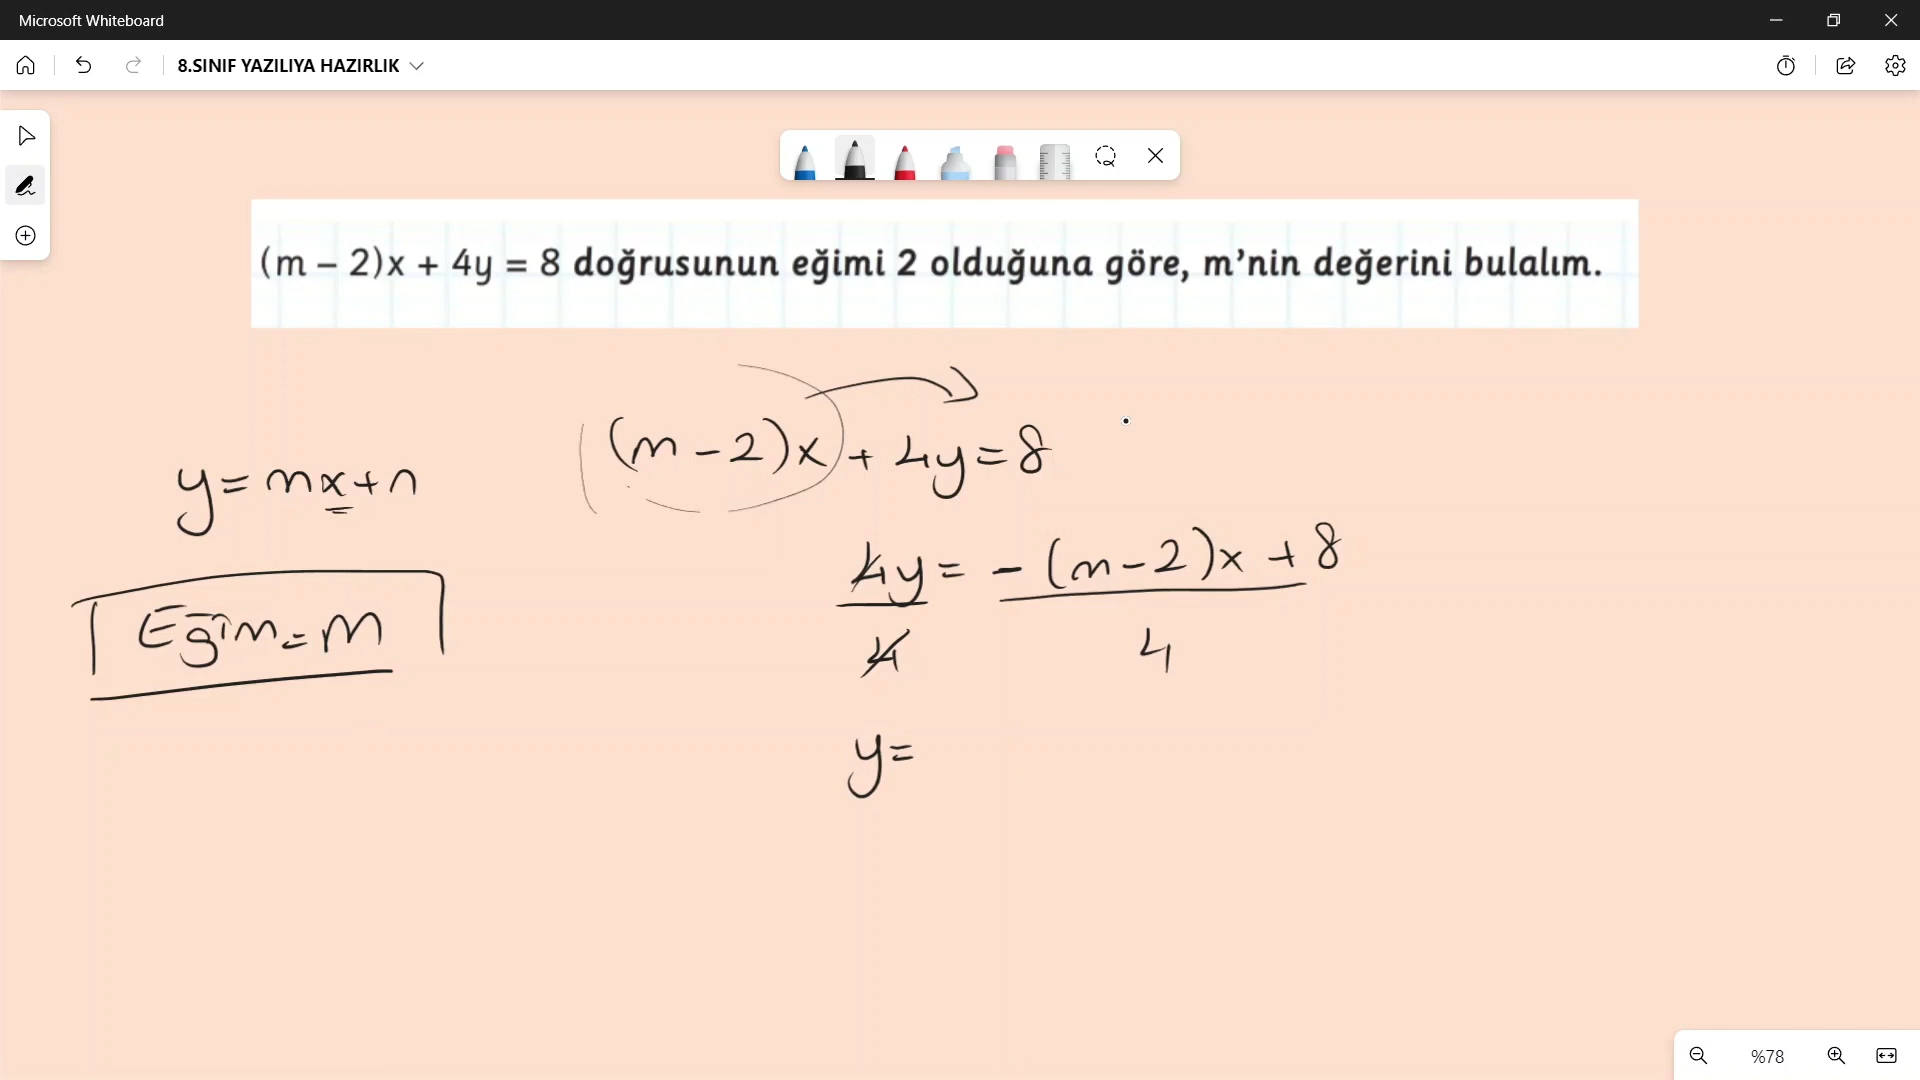 Microsoft Whiteboard
8.SINIF YAZILIYA HAZIRLIK
(m – 2)x + 4y = 8 doğrusunun eğimi 2 olduğuna göre, m’nin değerini bulalım.
(m-2)x + 4y = 8
y = mx + n
4y = -(m-2)x + 8
4 4
Eğim = m
y =
%78